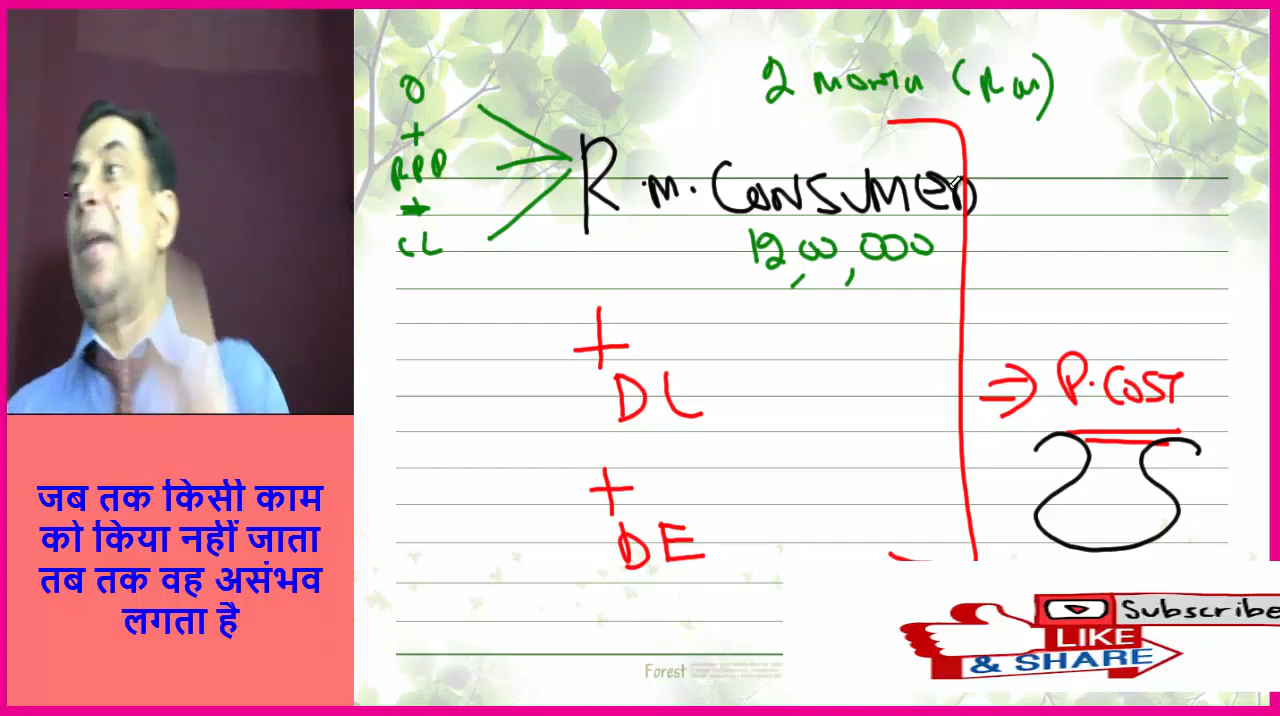 2 month (RM)
O
+
RPP
+
CL
R.M. Consumed
12,00,000
+
DL
⇒ P. COST
+
DE
जब तक किसी काम
को किया नहीं जाता
तब तक वह असंभव
लगता है
Subscribe
LIKE
& SHARE
Forest